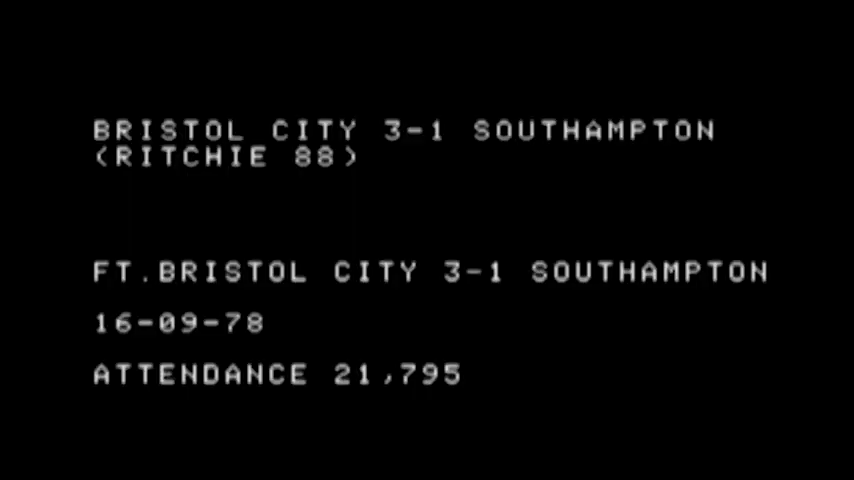 BRISTOL CITY 3-1 SOUTHAMPTON
(RITCHIE 88)
FT.BRISTOL CITY 3-1 SOUTHAMPTON
16-09-78
ATTENDANCE 21,795